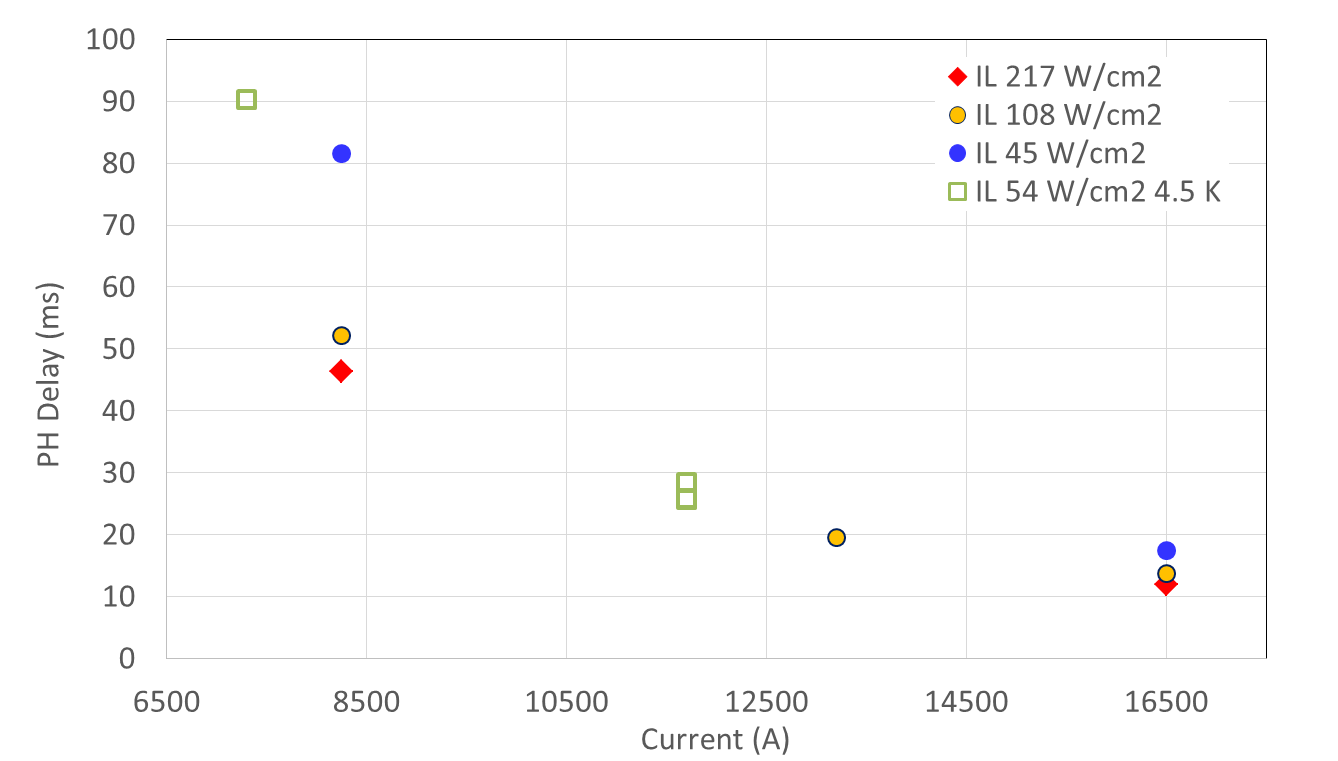 100
90
80
70
60
50
40
30
20
10
0
PH Delay (ms)
IL 217 W/cm2
IL 108 W/cm2
IL 45 W/cm2
IL 54 W/cm2 4.5 K
6500 8500 10500 12500 14500 16500
Current (A)